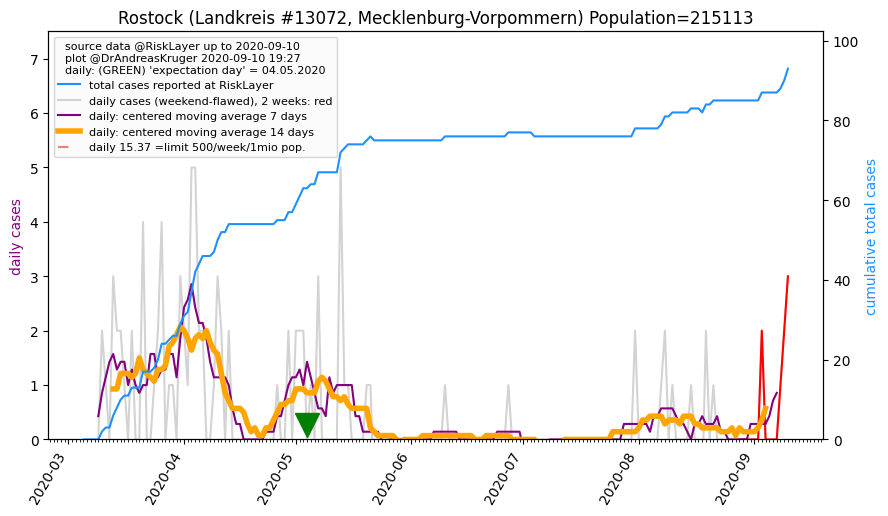 Rostock (Landkreis #13072, Mecklenburg-Vorpommern) Population=215113
source data @RiskLayer up to 2020-09-10
plot @DrAndreasKruger 2020-09-10 19:27
daily: (GREEN) 'expectation day' = 04.05.2020
total cases reported at RiskLayer
daily cases (weekend-flawed), 2 weeks: red
daily: centered moving average 7 days
daily: centered moving average 14 days
daily 15.37 =limit 500/week/1mio pop.
daily cases
7
6
5
4
3
2
1
0
cumulative total cases
100
80
60
40
20
0
2020-03
2020-04
2020-05
2020-06
2020-07
2020-08
2020-09